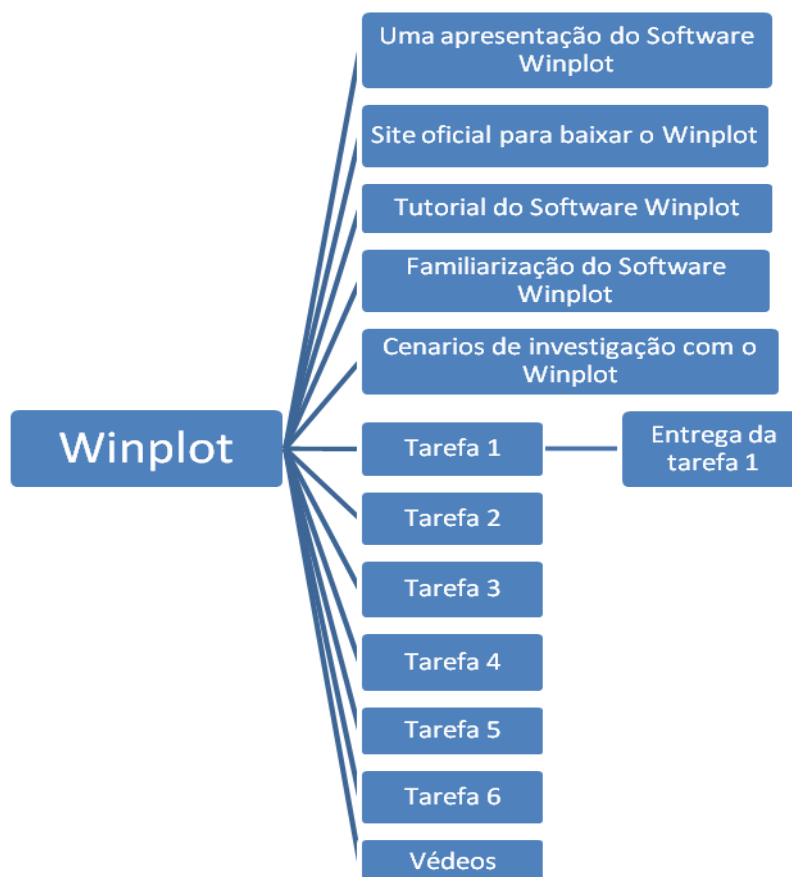 Uma apresentação do Software
Winplot
Site oficial para baixar o Winplot
Tutorial do Software Winplot
Familiarização do Software
Winplot
Cenarios de investigação com o
Winplot
Winplot
Tarefa 1
Entrega da
tarefa 1
Tarefa 2
Tarefa 3
Tarefa 4
Tarefa 5
Tarefa 6
Védeos